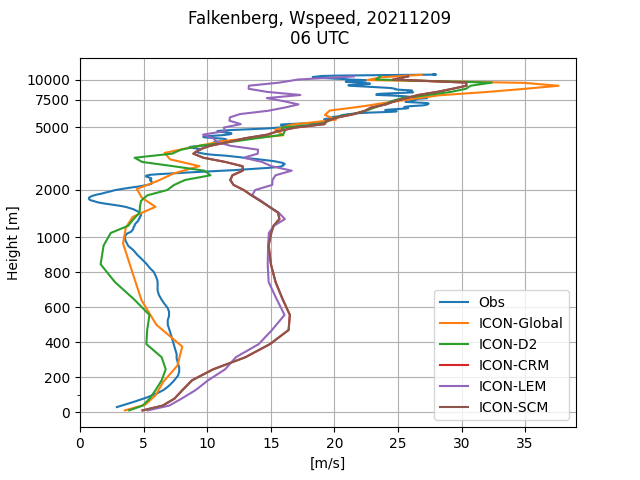 Falkenberg, Wspeed, 20211209
06 UTC
Height [m]
10000
7500
5000
2000
1000
800
600
400
200
0
0 5 10 15 20 25 30 35
[m/s]
Obs
ICON-Global
ICON-D2
ICON-CRM
ICON-LEM
ICON-SCM